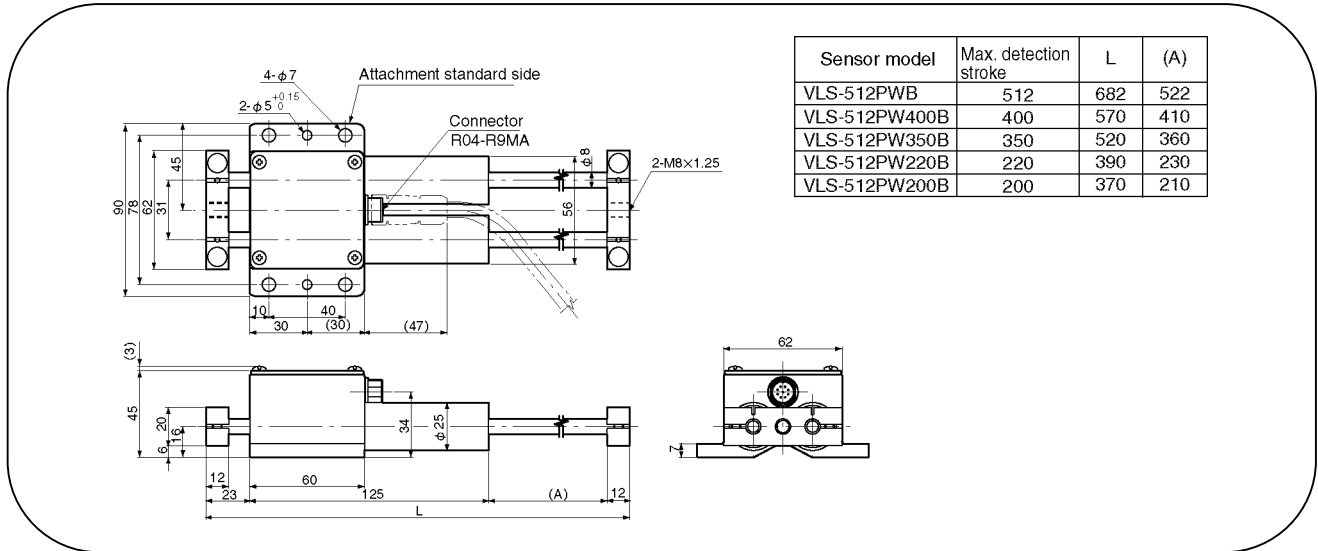 4-φ7
Attachment standard side
2-φ5 +0.15 0
Connector
R04-R9MA
φ8
2-M8×1.25
45
90
78
62
31
56
10
40
30
(30)
(47)
Sensor model Max. detection stroke L (A)
VLS-512PWB 512 682 522
VLS-512PW400B 400 570 410
VLS-512PW350B 350 520 360
VLS-512PW220B 220 390 230
VLS-512PW200B 200 370 210
(3)
45
20
16
6
34
φ25
12
60
23
125
(A)
12
L
62
7